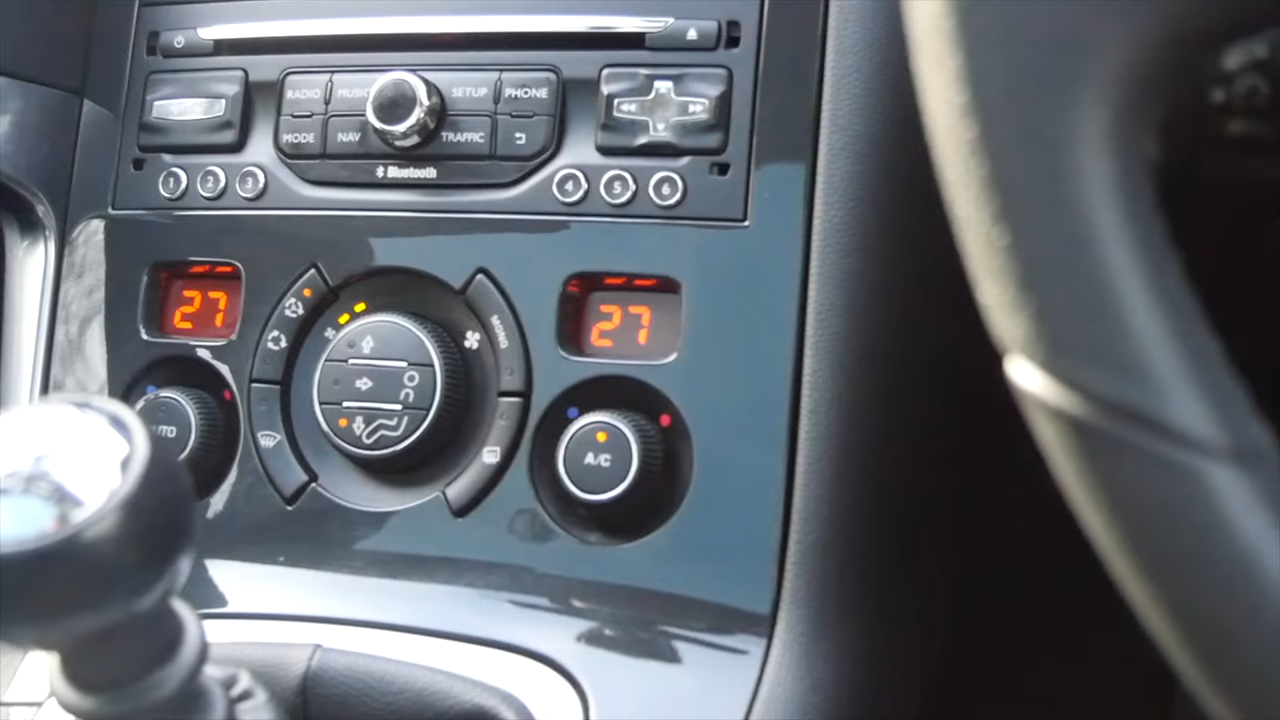 RADIO MUSIC SETUP PHONE
MODE NAV TRAFFIC
Bluetooth
1 2 3 4 5 6
27 MONO 27
AUTO A/C